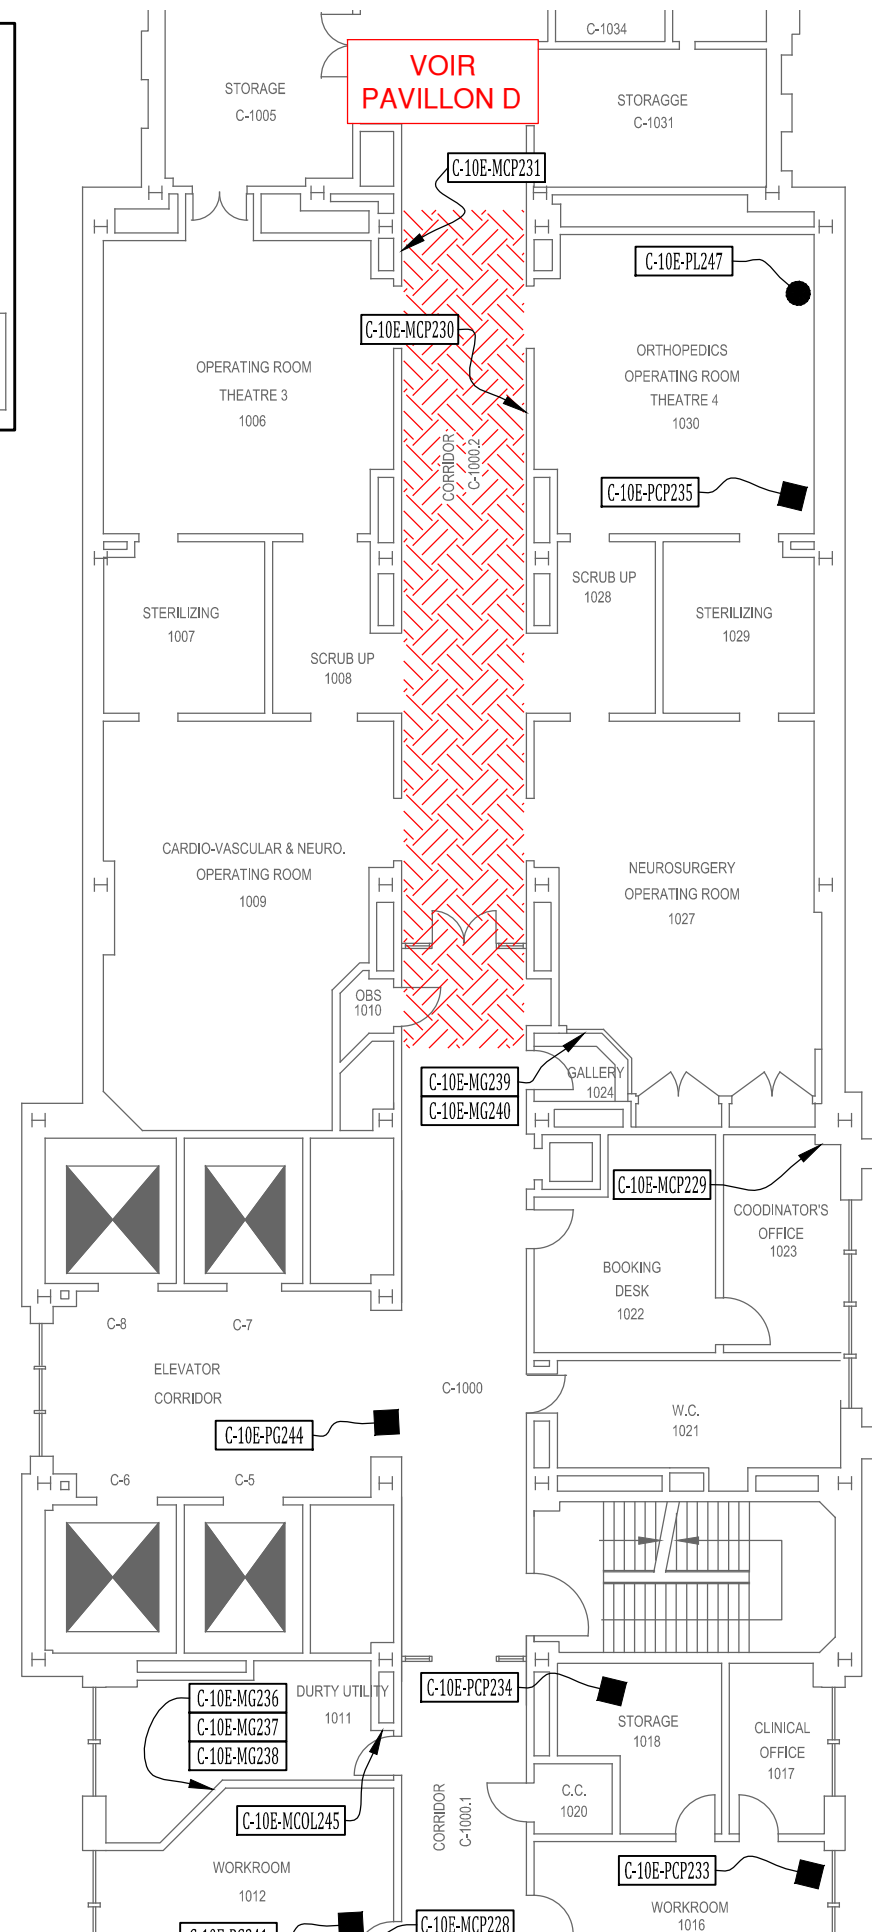 C-1034
VOIR
PAVILLON D
STORAGE
C-1005
STORAGGE
C-1031
C-10E-MCP231
C-10E-PL247
C-10E-MCP230
OPERATING ROOM
THEATRE 3
1006
ORTHOPEDICS
OPERATING ROOM
THEATRE 4
1030
CORRIDOR
C-1000.2
C-10E-PCP235
STERILIZING
1007
SCRUB UP
1008
SCRUB UP
1028
STERILIZING
1029
CARDIO-VASCULAR & NEURO.
OPERATING ROOM
1009
NEUROSURGERY
OPERATING ROOM
1027
OBS
1010
C-10E-MG239
C-10E-MG240
GALLERY
1024
C-10E-MCP229
COODINATOR'S
OFFICE
1023
BOOKING
DESK
1022
C-8
C-7
ELEVATOR
CORRIDOR
C-1000
W.C.
1021
C-10E-PG244
C-6
C-5
C-10E-MG236
C-10E-MG237
C-10E-MG238
DURTY UTILITY
1011
C-10E-PCP234
STORAGE
1018
CLINICAL
OFFICE
1017
C-10E-MCOL245
CORRIDOR
C-1000.1
C.C.
1020
WORKROOM
1012
C-10E-PCP233
WORKROOM
1016
C-10E-MCP228